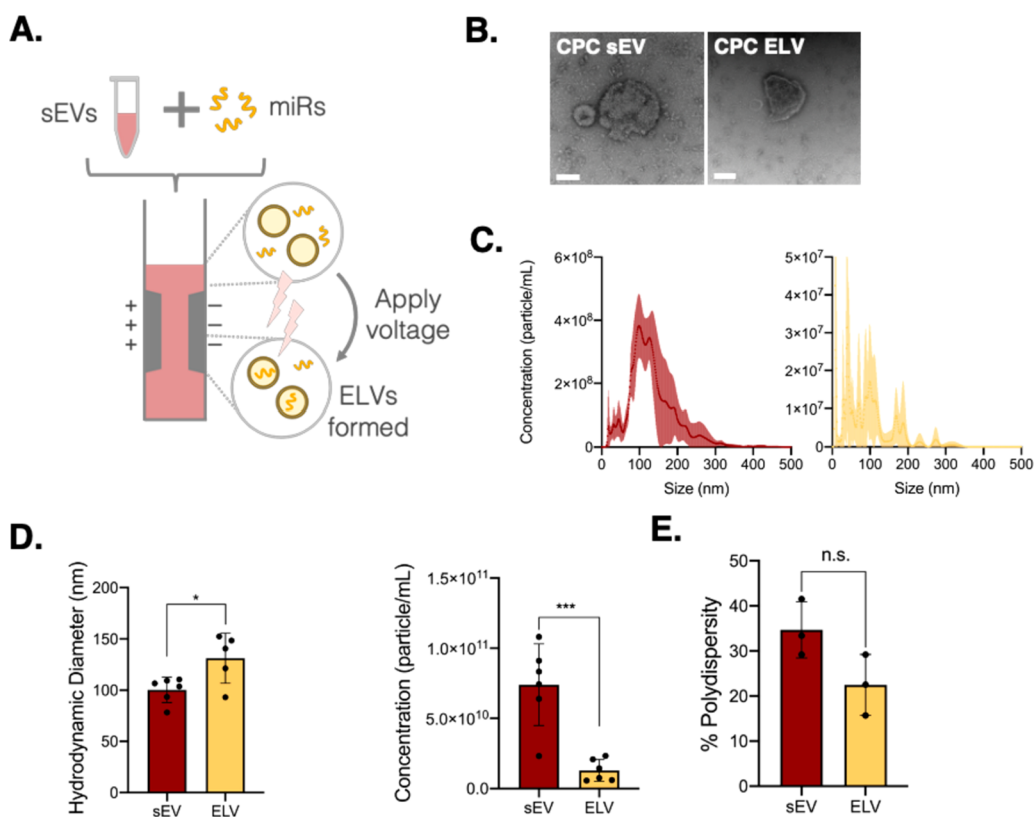 A.
sEVs
+
miRs
+
+
+
−
−
−
Apply
voltage
ELVs
formed
B.
CPC sEV
CPC ELV
C.
Concentration (particle/mL)
6×10⁸
4×10⁸
2×10⁸
0
0
100
200
300
400
500
Size (nm)
5×10⁷
4×10⁷
3×10⁷
2×10⁷
1×10⁷
0
0
100
200
300
400
500
Size (nm)
D.
Hydrodynamic Diameter (nm)
200
150
100
50
0
*
sEV
ELV
Concentration (particle/mL)
1.5×10¹¹
1.0×10¹¹
5.0×10¹⁰
0.0
***
sEV
ELV
E.
% Polydispersity
50
40
30
20
10
0
n.s.
sEV
ELV